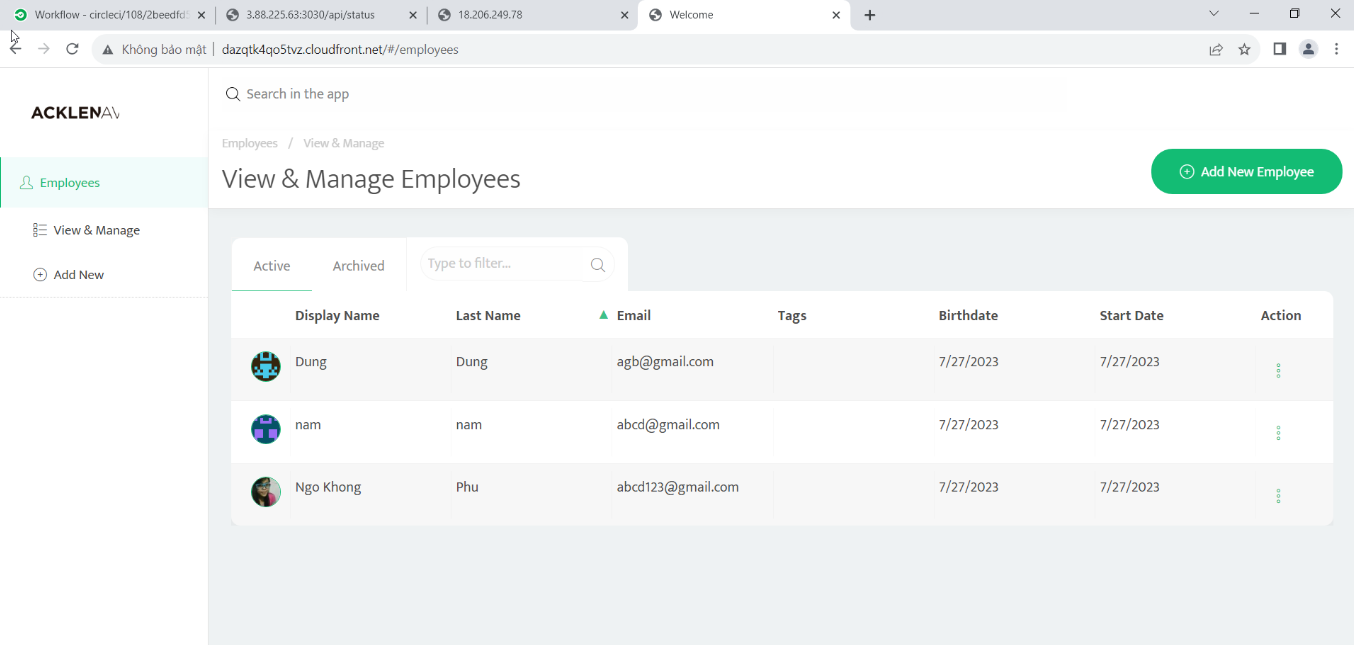 Workflow - circleci/108/2beedfd5
3.88.225.63:3030/api/status
18.206.249.78
Welcome
Không bảo mật
dazqtk4qo5tvz.cloudfront.net/#/employees
ACKLENAV
Search in the app
Employees / View & Manage
View & Manage Employees
Add New Employee
Employees
View & Manage
Add New
Active
Archived
Type to filter...
Display Name Last Name Email Tags Birthdate Start Date Action
Dung Dung agb@gmail.com 7/27/2023 7/27/2023
nam nam abcd@gmail.com 7/27/2023 7/27/2023
Ngo Khong Phu abcd123@gmail.com 7/27/2023 7/27/2023